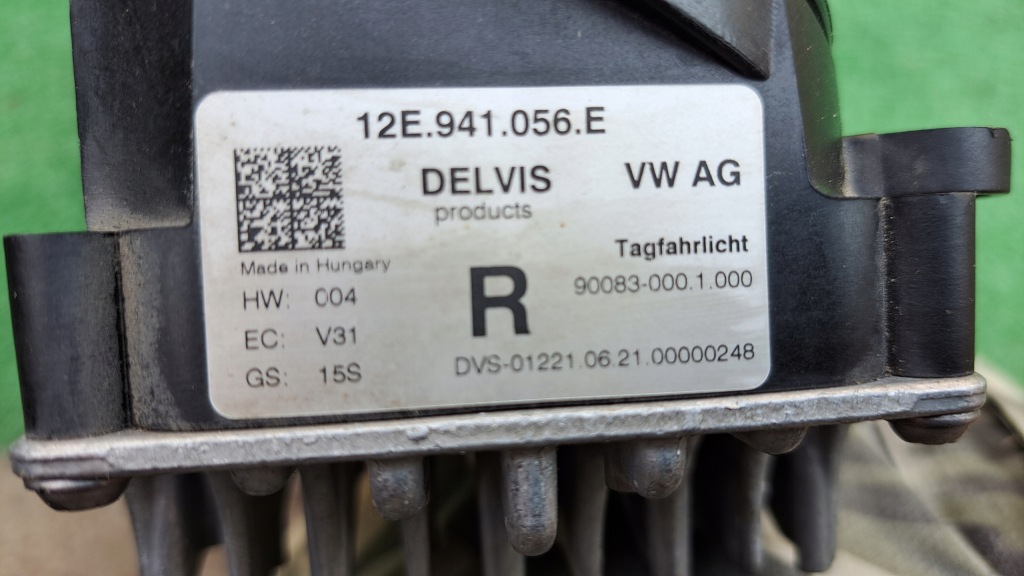 12E.941.056.E
DELVIS VW AG
products
Tagfahrlicht
Made in Hungary
90083-000.1.000
HW: 004
R
EC: V31
DVS-01221.06.21.00000248
GS: 15S